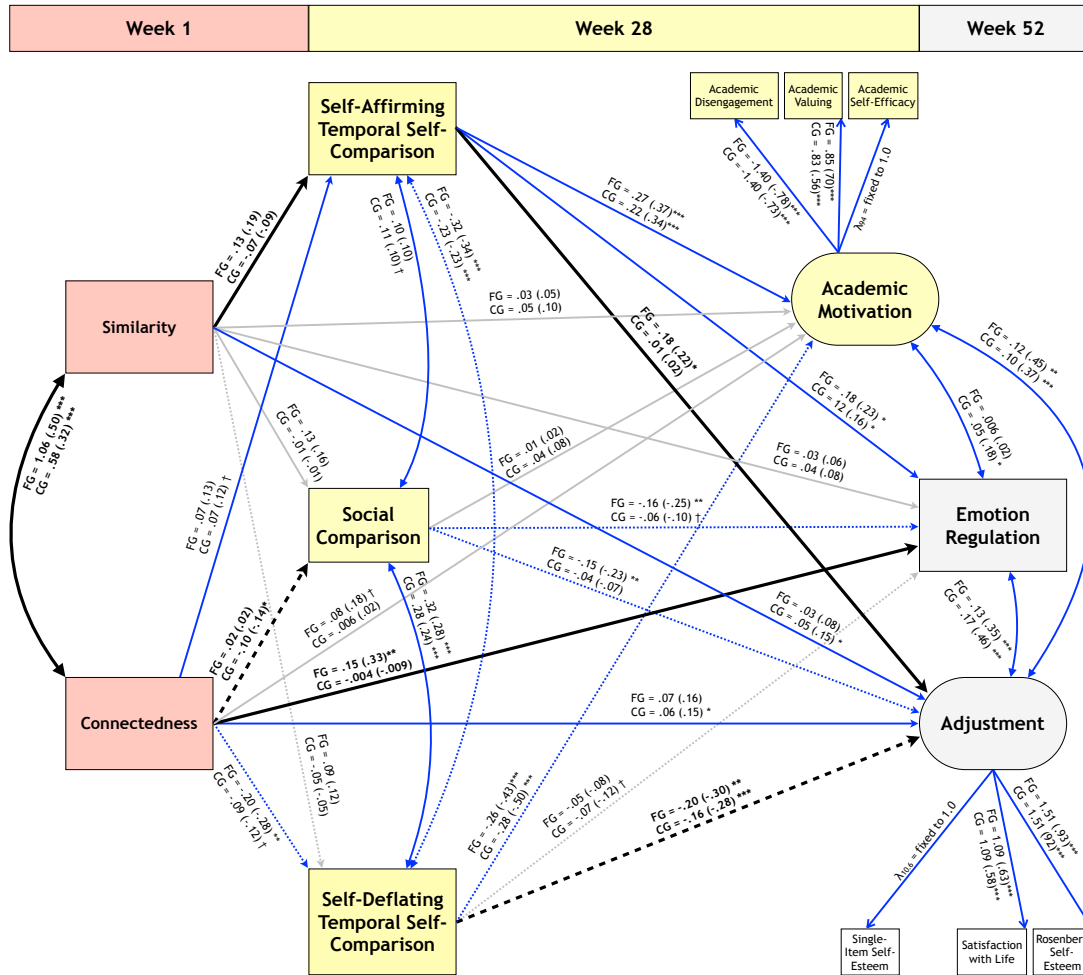 Week 1
Week 28
Week 52
Academic
Disengagement
Academic
Valuing
Academic
Self-Efficacy
Self-Affirming
Temporal Self-
Comparison
FG = -1.40 (-.78)***
CG = -1.40 (-.73)***
FG = .85 (70)***
CG = .83 (.56)***
λ94 = fixed to 1.0
FG = .27 (.37)***
CG = .22 (.34)***
FG = .10 (.10)
CG = .11 (.10) †
FG = -.32 (-.34) ***
CG = -.23 (-.23) ***
FG = .13 (.19)
CG = -.07 (-.09)
Similarity
FG = .03 (.05)
CG = .05 (.10)
Academic
Motivation
FG = .18 (.22)*
CG = .01 (.02)
FG = .12 (.45) **
CG = .10 (.37) ***
FG = .18 (.23) *
CG = .12 (.16) *
FG = .006 (.02)
CG = .05 (.18) *
FG = 1.06 (.50) ***
CG = .58 (.32) ***
FG = .13 (.16)
CG = -.01 (-.01)
FG = .01 (.02)
CG = .04 (.08)
FG = .03 (.06)
CG = .04 (.08)
FG = .07 (.13)
CG = .07 (.12) †
Social
Comparison
FG = -.16 (-.25) **
CG = -.06 (-.10) †
Emotion
Regulation
FG = -.15 (-.23) **
CG = -.04 (-.07)
FG = .02 (.02)
CG = -.10 (-.14)*
FG = .08 (.18) †
CG = .006 (.02)
FG = .32 (.28) ***
CG = .28 (.24) ***
FG = .03 (.08)
CG = .05 (.15) *
FG = .13 (.35) ***
CG = .17 (.46) ***
FG = .15 (.33)**
CG = -.004 (-.009)
Connectedness
FG = .07 (.16)
CG = .06 (.15) *
Adjustment
FG = -.20 (-.28) **
CG = -.09 (-.12) †
FG = .09 (.12)
CG = -.05 (-.05)
FG = -.26 (-.43)***
CG = -.28 (-.50) ***
FG = -.05 (-.08)
CG = -.07 (-.12) †
FG = -.20 (-.30) **
CG = -.16 (-.28) ***
λ10,6 = fixed to 1.0
FG = 1.09 (.63)***
CG = 1.09 (.58)***
FG = 1.51 (.93)***
CG = 1.51 (92)***
Self-Deflating
Temporal Self-
Comparison
Single-
Item Self-
Esteem
Satisfaction
with Life
Rosenber
Self-
Esteem